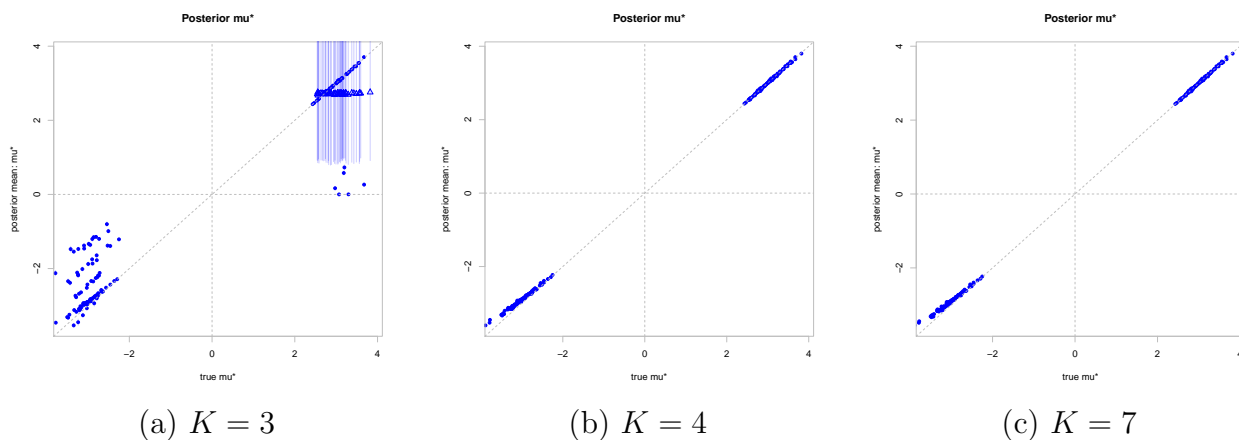 Posterior mu*
posterior mean: mu*
4
2
0
−2
−2
0
2
4
true mu*
(a) K = 3
Posterior mu*
posterior mean: mu*
4
2
0
−2
−2
0
2
4
true mu*
(b) K = 4
Posterior mu*
posterior mean: mu*
4
2
0
−2
−2
0
2
4
true mu*
(c) K = 7